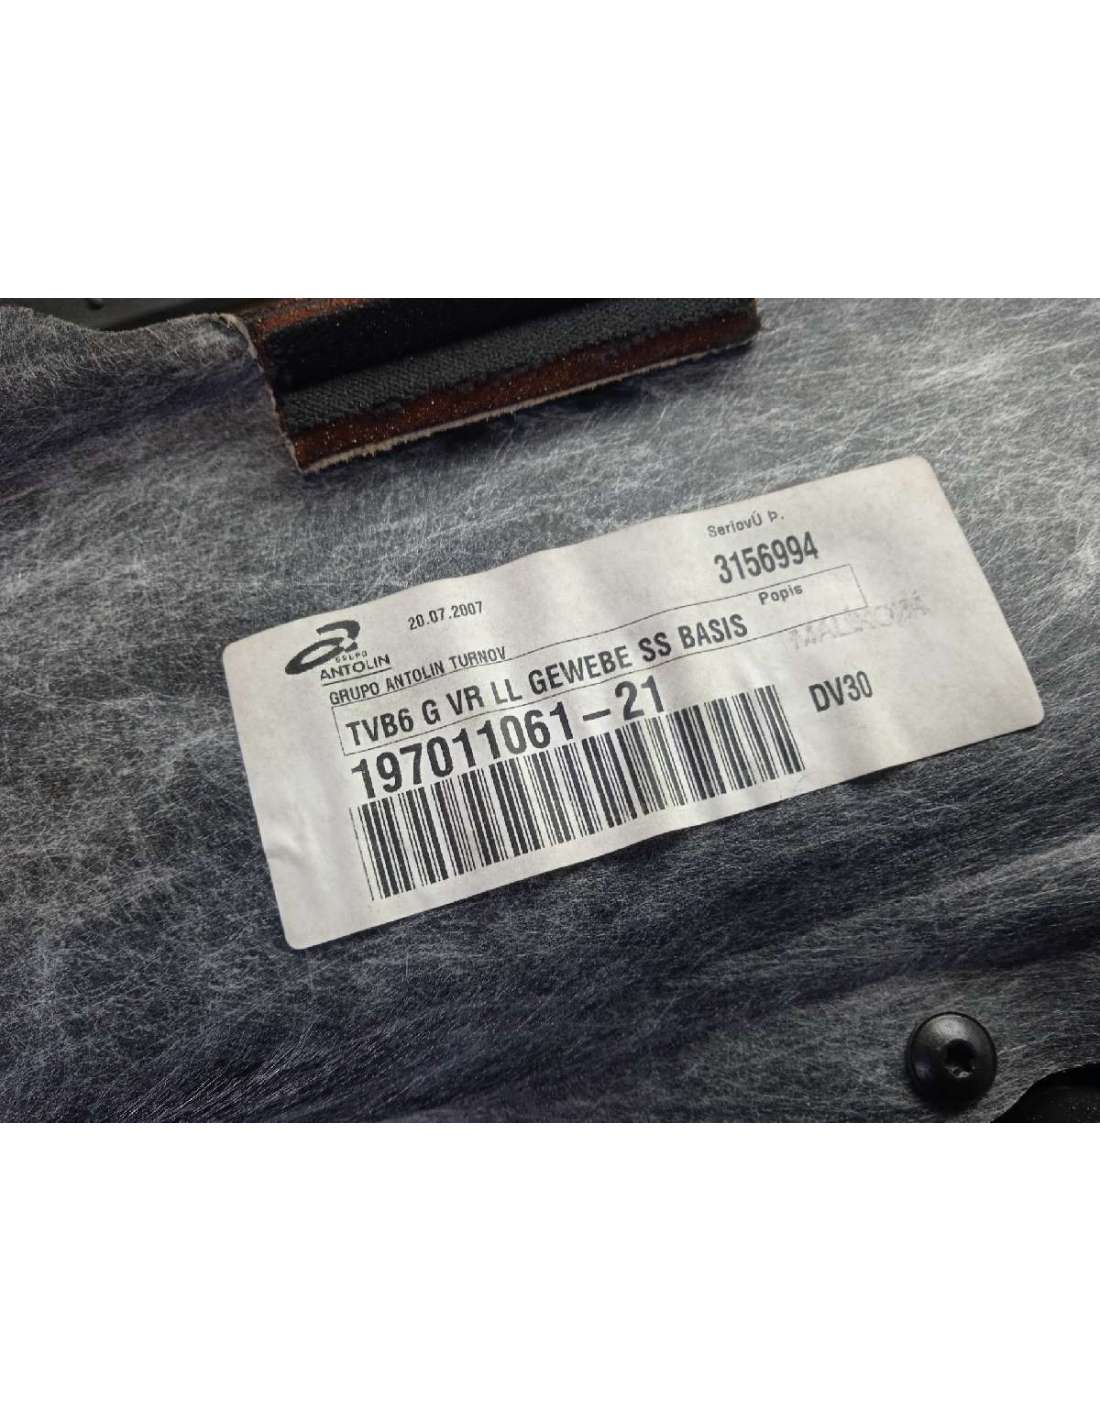 20.07.2007
SeriovÚ Þ.
3156994
GRUPO
ANTOLIN
GRUPO ANTOLIN TURNOV
Popis
TVB6 G VR LL GEWEBE SS BASIS
197011061-21
DV30